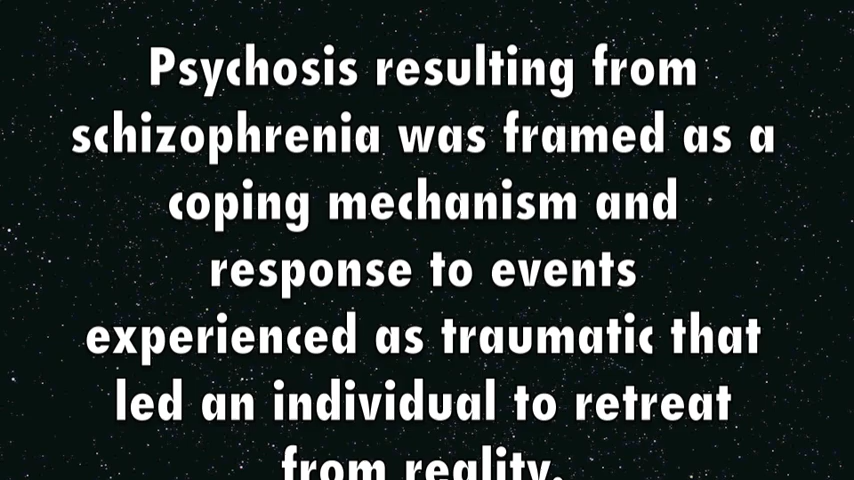 Psychosis resulting from
schizophrenia was framed as a
coping mechanism and
response to events
experienced as traumatic that
led an individual to retreat
from reality.